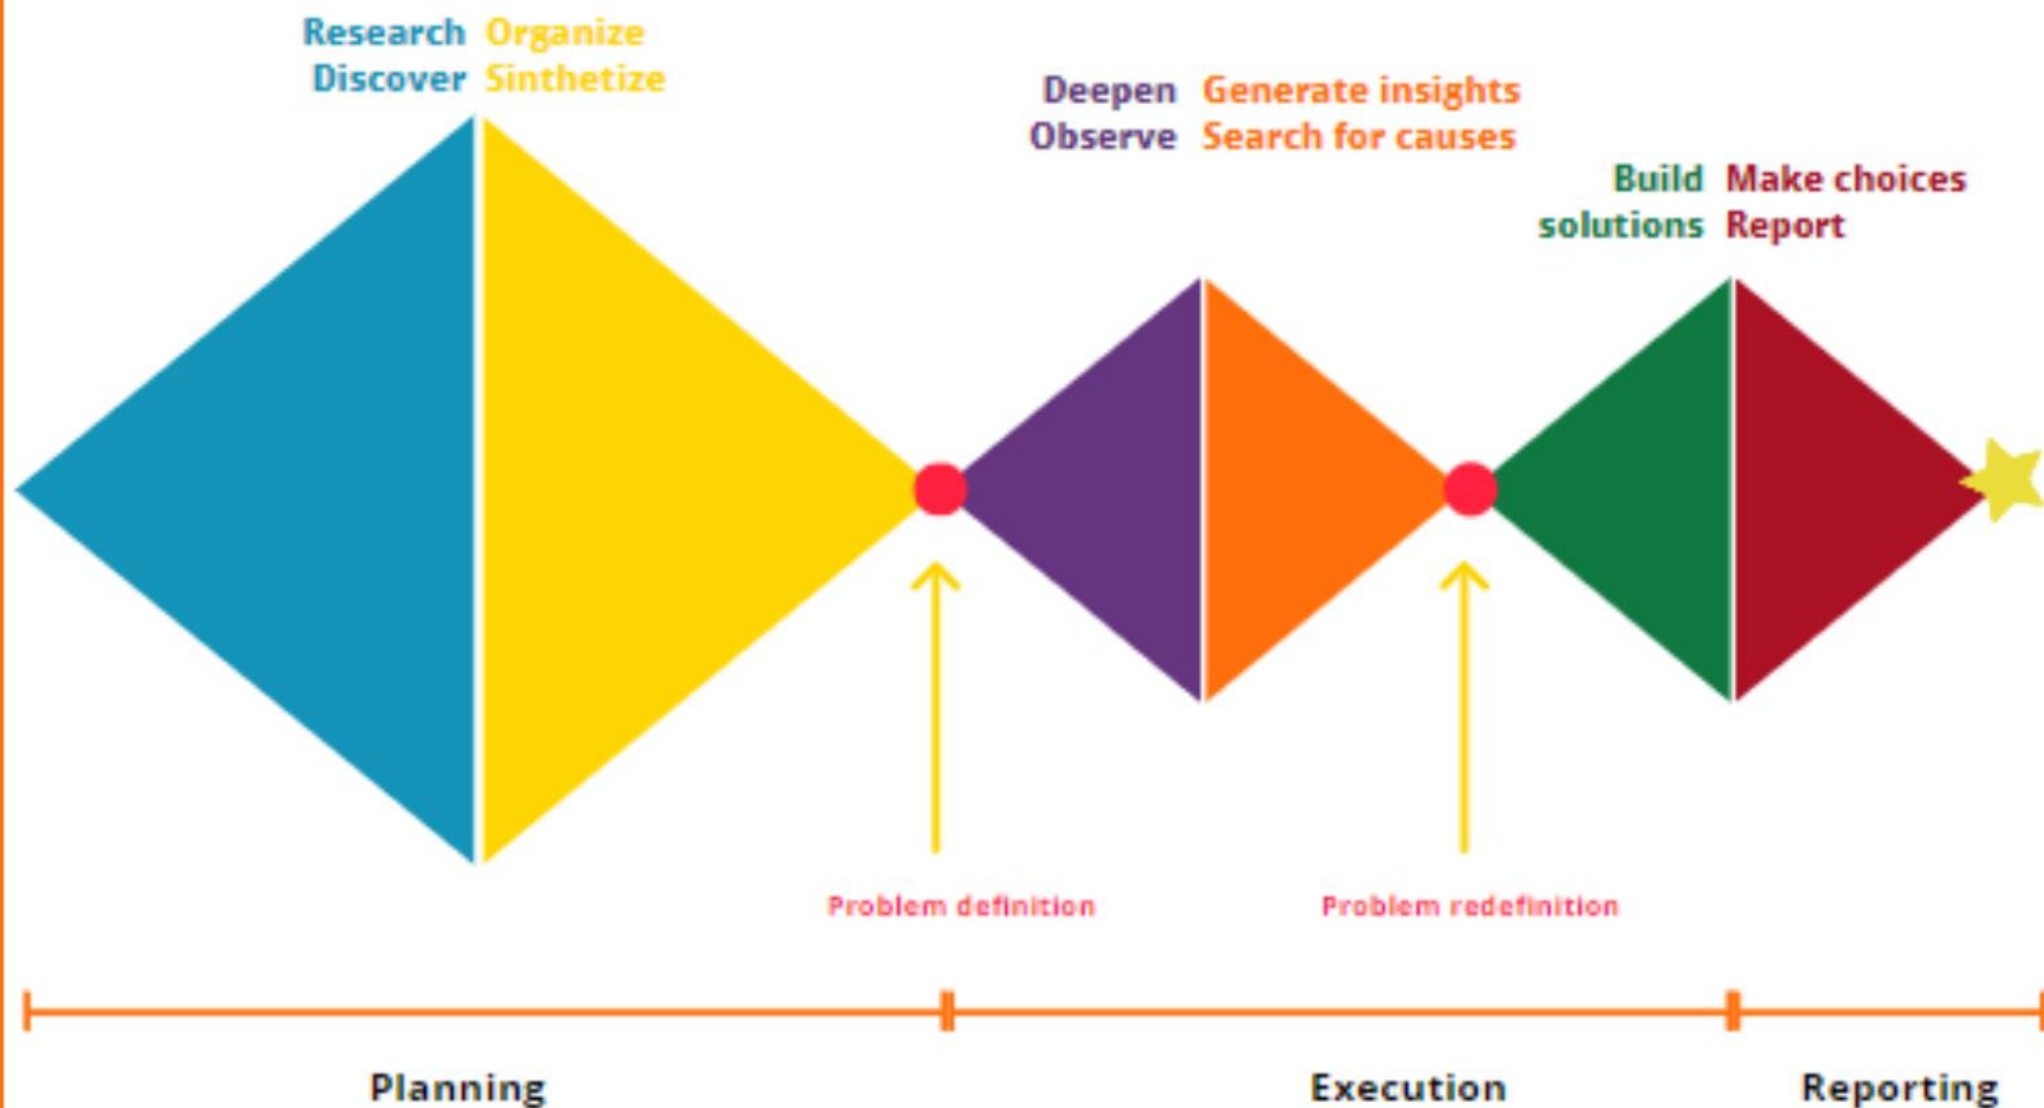 Research Organize
Discover Sinthetize
Deepen Generate insights
Observe Search for causes
Build Make choices
solutions Report
Problem definition
Problem redefinition
Planning
Execution
Reporting